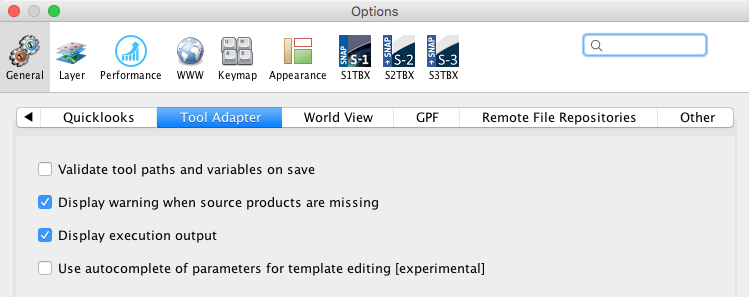 Options
SNAP S-1 + SNAP S-2 + SNAP S-3
General Layer Performance WWW Keymap Appearance S1TBX S2TBX S3TBX
Quicklooks Tool Adapter World View GPF Remote File Repositories Other
Validate tool paths and variables on save
Display warning when source products are missing
Display execution output
Use autocomplete of parameters for template editing [experimental]